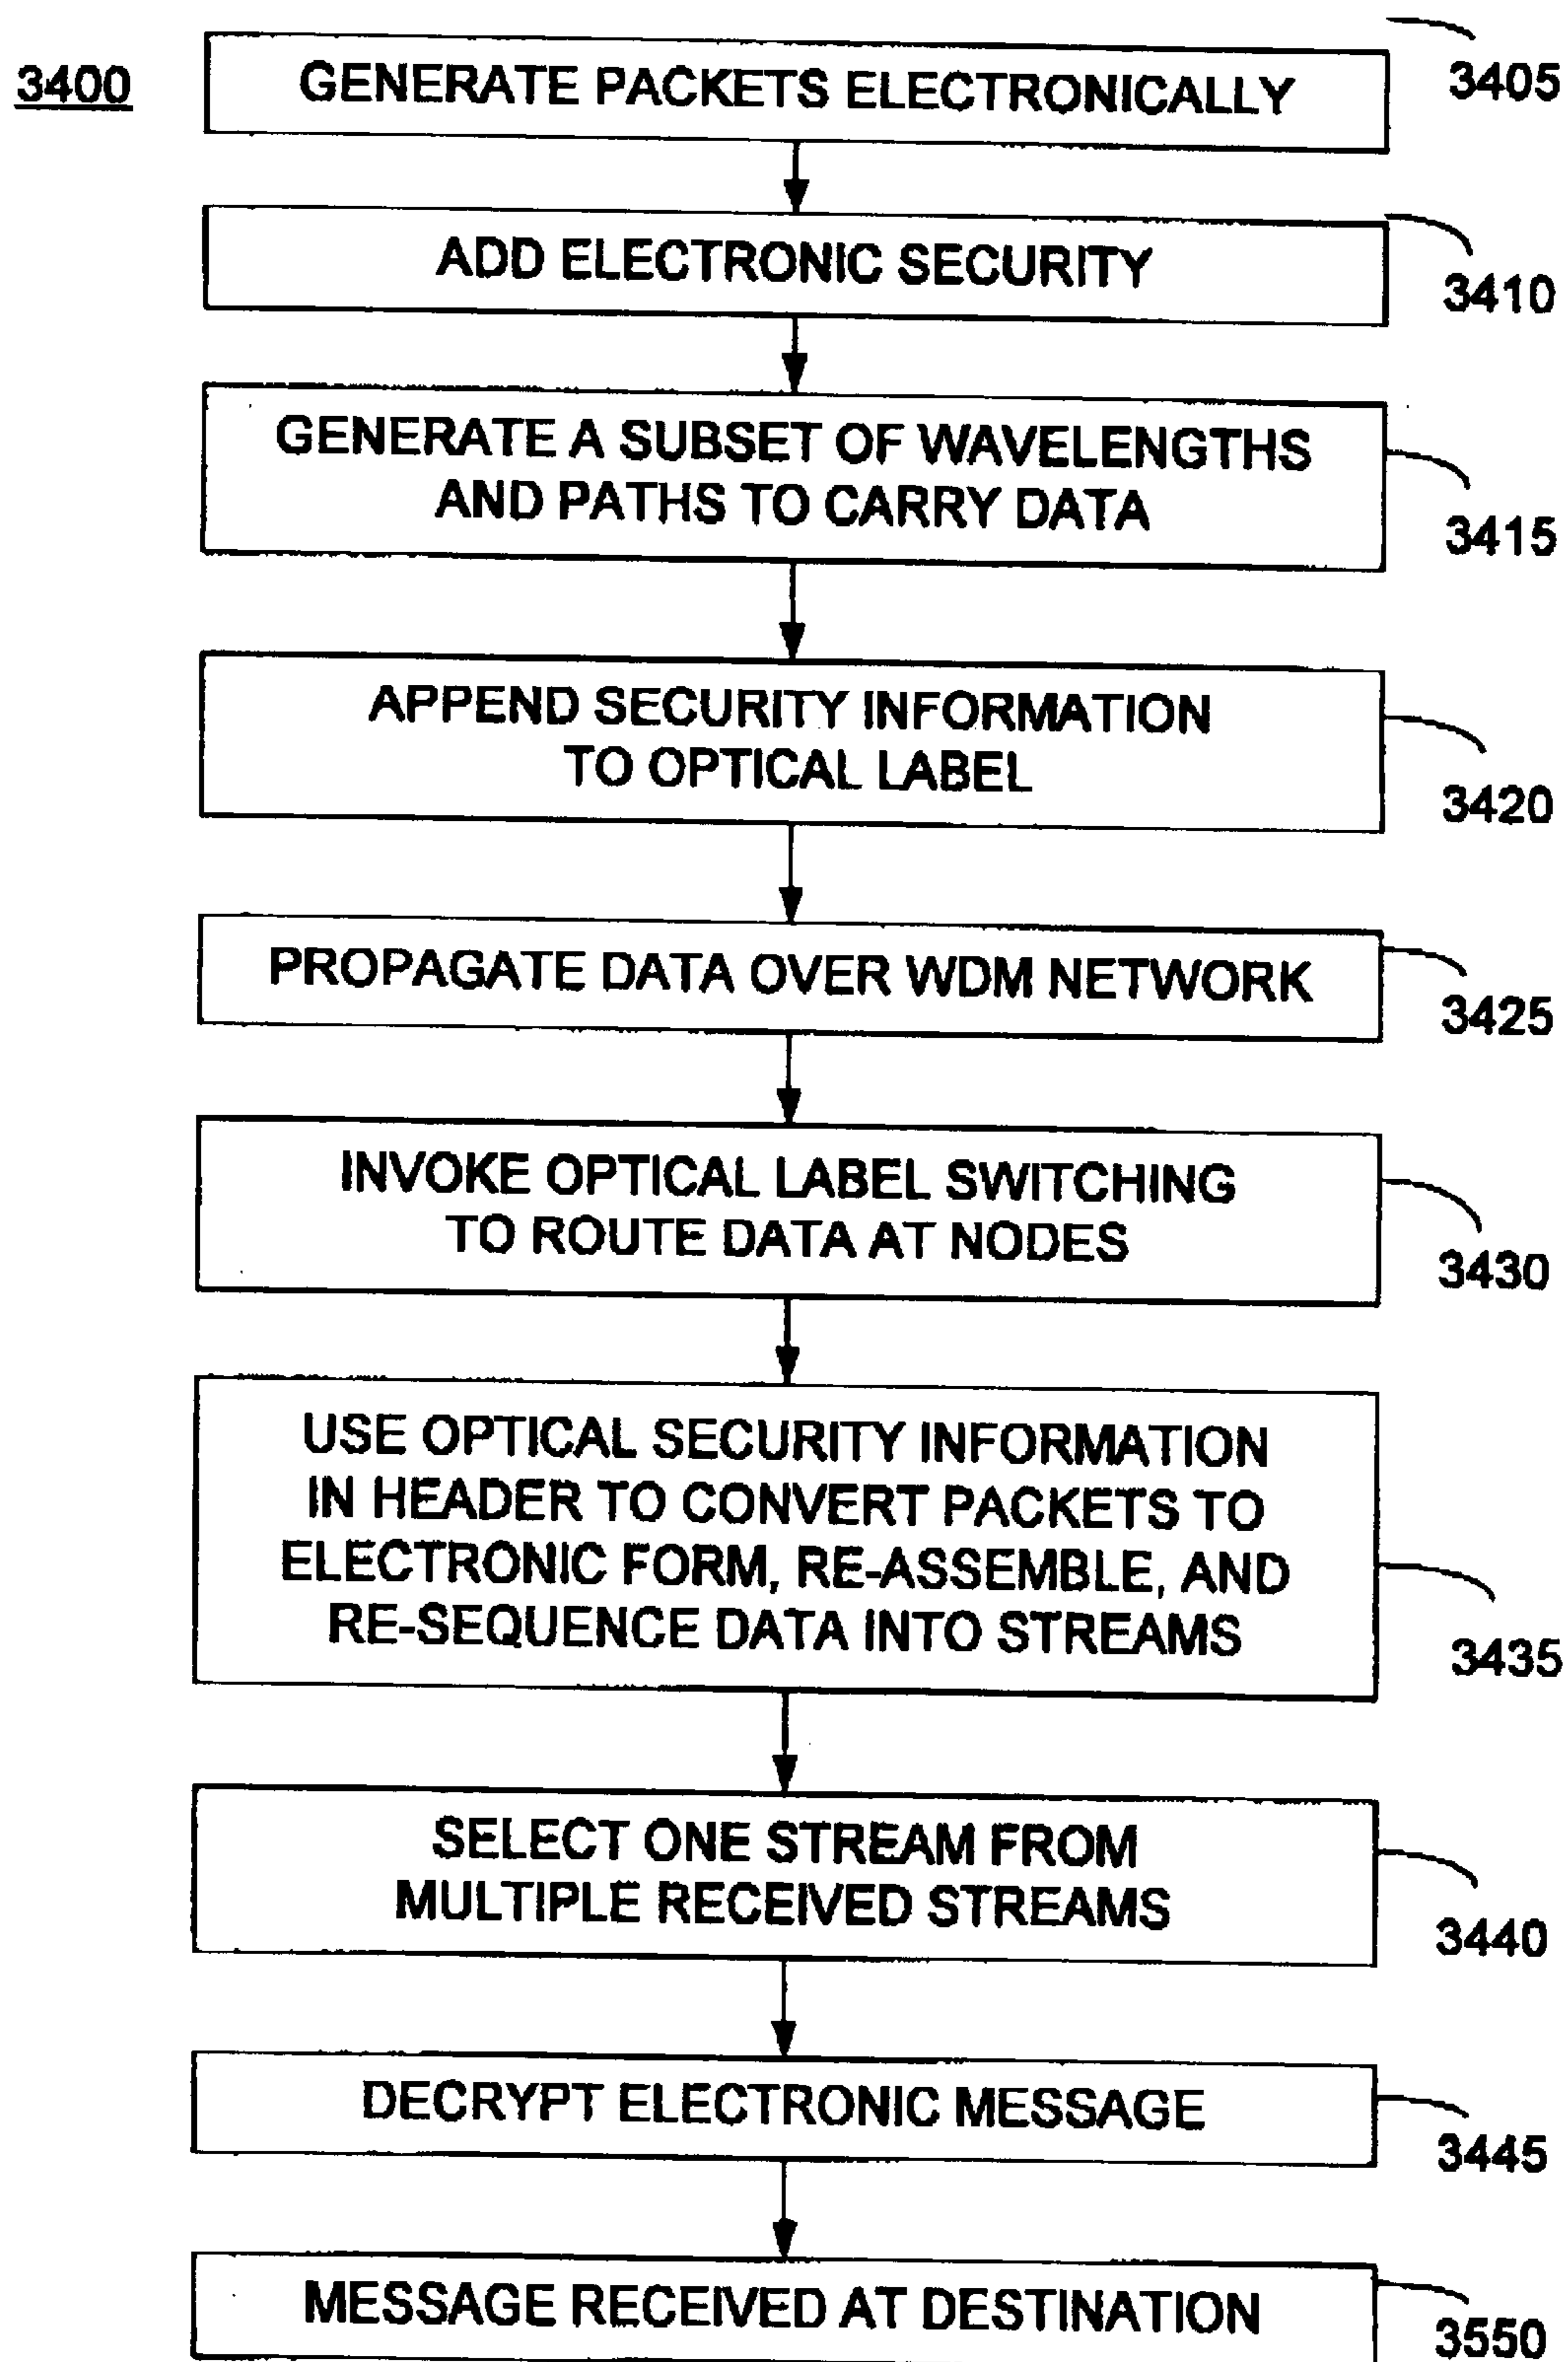 3400
GENERATE PACKETS ELECTRONICALLY
3405
ADD ELECTRONIC SECURITY
3410
GENERATE A SUBSET OF WAVELENGTHS
AND PATHS TO CARRY DATA
3415
APPEND SECURITY INFORMATION
TO OPTICAL LABEL
3420
PROPAGATE DATA OVER WDM NETWORK
3425
INVOKE OPTICAL LABEL SWITCHING
TO ROUTE DATA AT NODES
3430
USE OPTICAL SECURITY INFORMATION
IN HEADER TO CONVERT PACKETS TO
ELECTRONIC FORM, RE-ASSEMBLE, AND
RE-SEQUENCE DATA INTO STREAMS
3435
SELECT ONE STREAM FROM
MULTIPLE RECEIVED STREAMS
3440
DECRYPT ELECTRONIC MESSAGE
3445
MESSAGE RECEIVED AT DESTINATION
3550